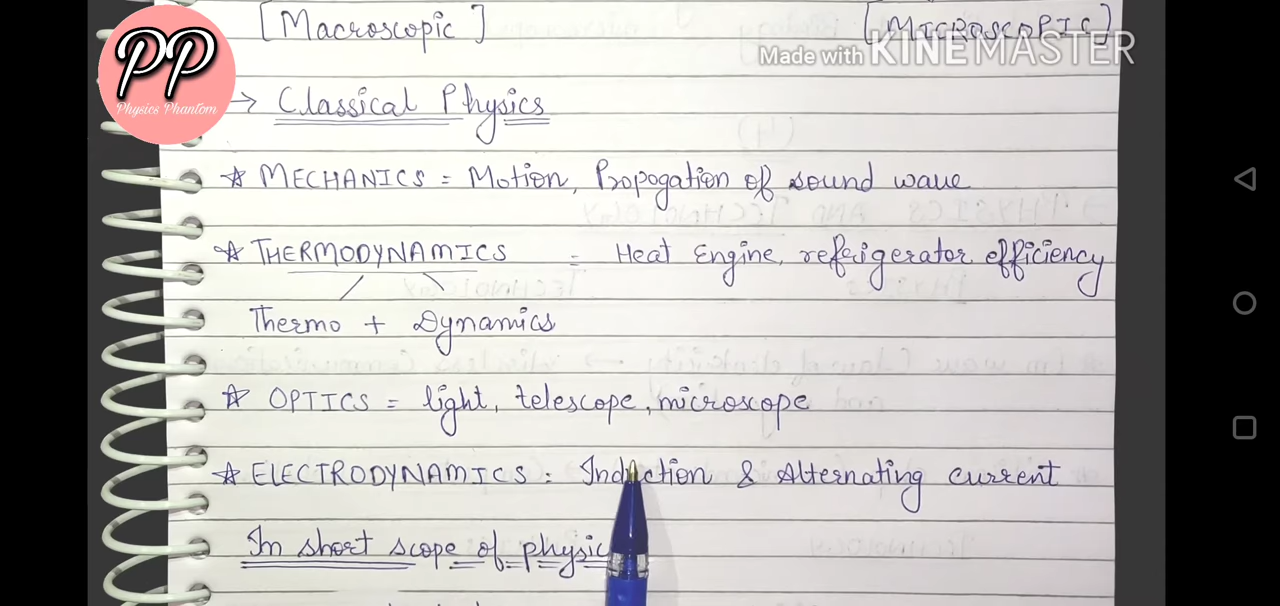 [Macroscopic] [MICROSCOPIC]
Made with KINEMASTER
PP
Physics Phantom
→ Classical Physics
☆ MECHANICS = Motion, Propogation of sound wave
☆ THERMODYNAMICS = Heat Engine, refrigerator efficiency
Thermo + Dynamics
☆ OPTICS = light, telescope, microscope
☆ ELECTRODYNAMICS = Induction & Alternating current
In short scope of physic